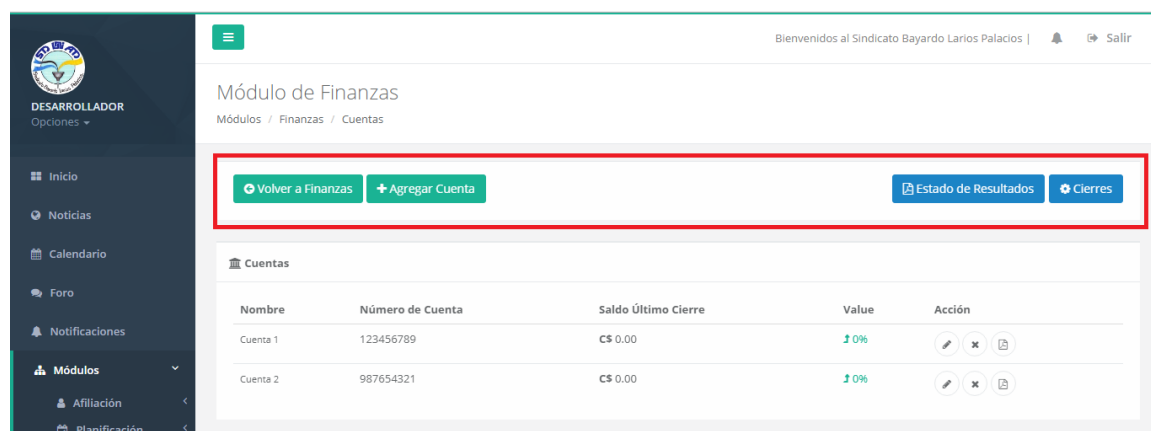 Bienvenidos al Sindicato Bayardo Larios Palacios | Salir
DESARROLLADOR
Opciones
Módulo de Finanzas
Módulos / Finanzas / Cuentas
Inicio
Noticias
Calendario
Foro
Notificaciones
Módulos
Afiliación
Planificación
Volver a Finanzas
Agregar Cuenta
Estado de Resultados
Cierres
Cuentas
Nombre Número de Cuenta Saldo Último Cierre Value Acción
Cuenta 1 123456789 C$ 0.00 0%
Cuenta 2 987654321 C$ 0.00 0%